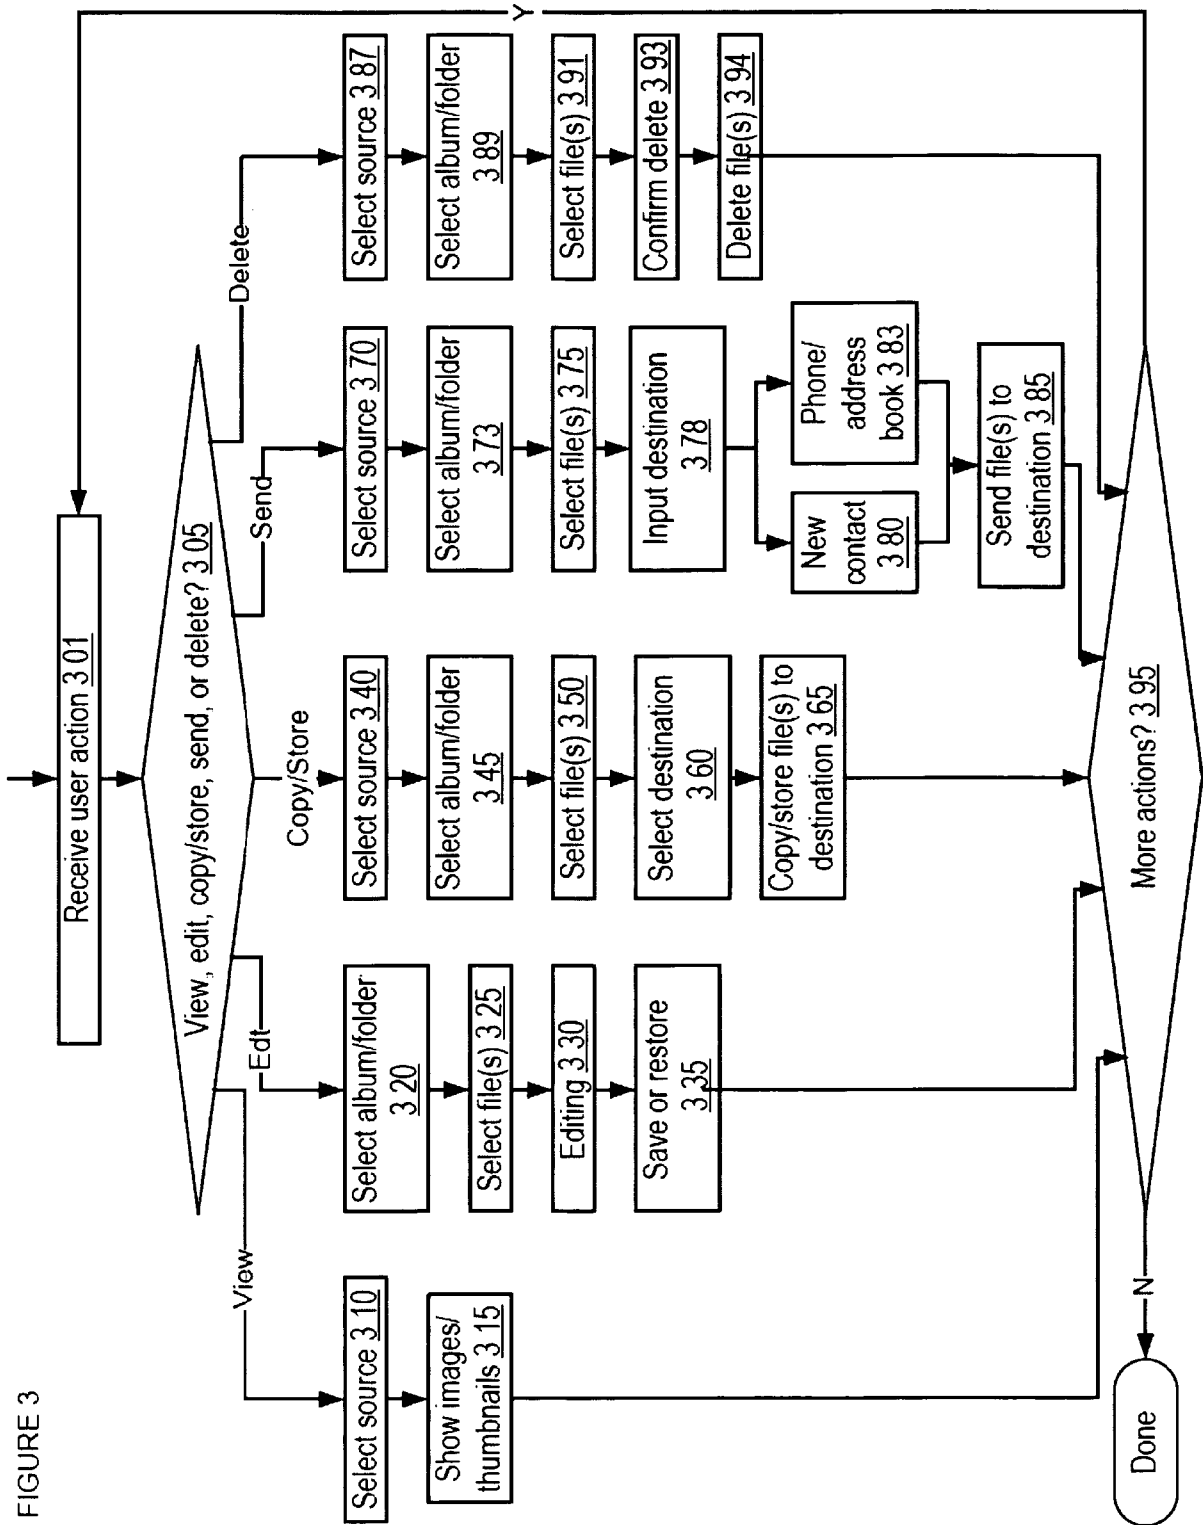 FIGURE 3
Receive user action 3 01
View, edit, copy/store, send, or delete? 3 05
View
Select source 3 10
Show images/
thumbnails 3 15
Edt
Select album/folder
3 20
Select file(s) 3 25
Editing 3 30
Save or restore
3 35
Copy/Store
Select source 3 40
Select album/folder
3 45
Select file(s) 3 50
Select destination
3 60
Copy/store file(s) to
destination 3 65
Send
Select source 3 70
Select album/folder
3 73
Select file(s) 3 75
Input destination
3 78
New
contact
3 80
Phone/
address
book 3 83
Send file(s) to
destination 3 85
Delete
Select source 3 87
Select album/folder
3 89
Select file(s) 3 91
Confirm delete 3 93
Delete file(s) 3 94
More actions? 3 95
Y
N
Done